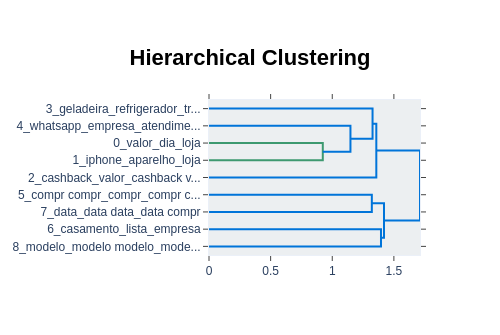 Hierarchical Clustering
3_geladeira_refrigerador_tr...
4_whatsapp_empresa_atendime...
0_valor_dia_loja
1_iphone_aparelho_loja
2_cashback_valor_cashback v...
5_compr compr_compr_compr c...
7_data_data data_data compr
6_casamento_lista_empresa
8_modelo_modelo modelo_mode...
0 0.5 1 1.5